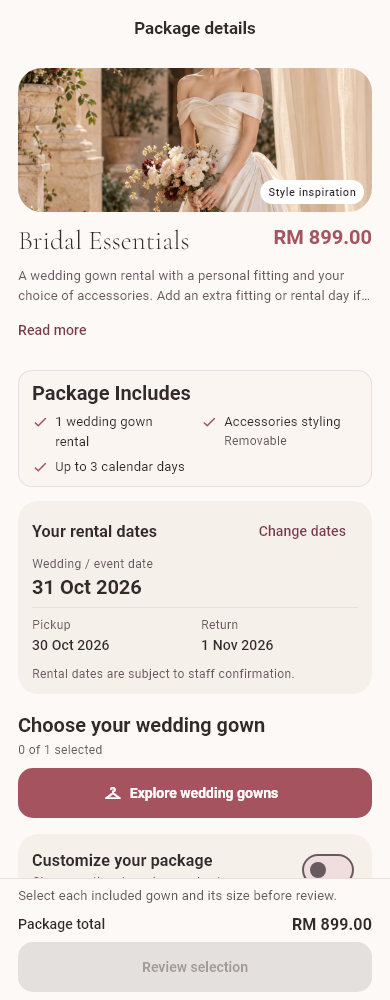 Package details
Style inspiration
Bridal Essentials
RM 899.00
A wedding gown rental with a personal fitting and your
choice of accessories. Add an extra fitting or rental day if…
Read more
Package Includes
1 wedding gown
rental
Accessories styling
Removable
Up to 3 calendar days
Your rental dates
Change dates
Wedding / event date
31 Oct 2026
Pickup
Return
30 Oct 2026
1 Nov 2026
Rental dates are subject to staff confirmation.
Choose your wedding gown
0 of 1 selected
Explore wedding gowns
Customize your package
Select each included gown and its size before review.
Package total
RM 899.00
Review selection